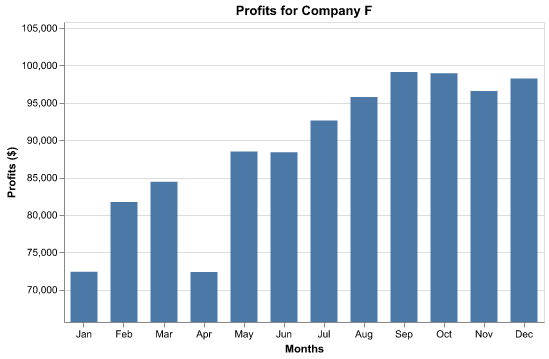 Profits for Company F
105,000
100,000
95,000
90,000
85,000
80,000
75,000
70,000
Profits ($)
Jan Feb Mar Apr May Jun Jul Aug Sep Oct Nov Dec
Months